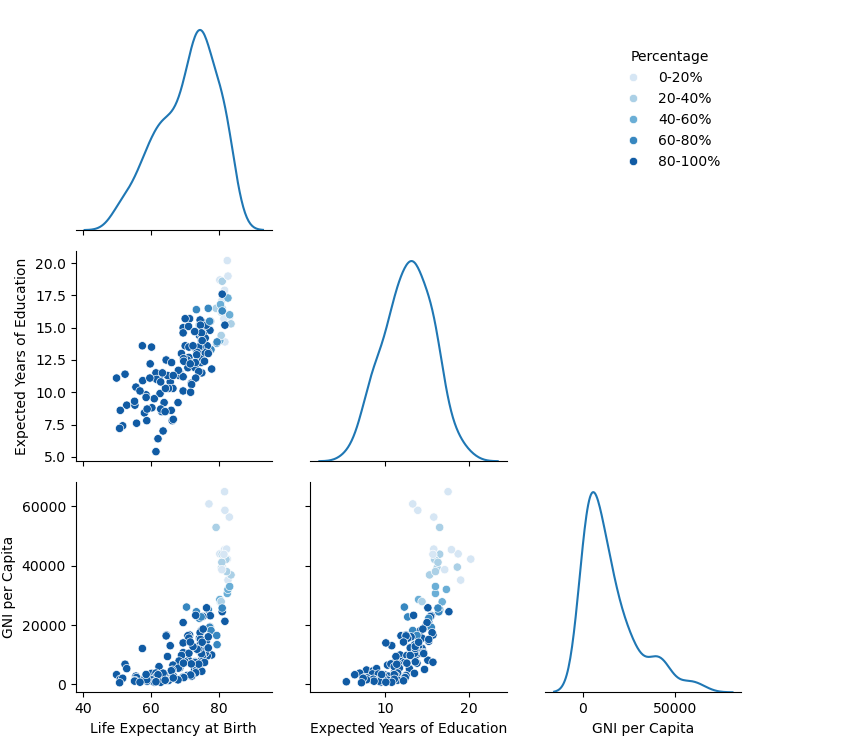 Percentage
0-20%
20-40%
40-60%
60-80%
80-100%
Expected Years of Education
20.0
17.5
15.0
12.5
10.0
7.5
5.0
GNI per Capita
60000
40000
20000
0
40 60 80
Life Expectancy at Birth
10 20
Expected Years of Education
0 50000
GNI per Capita